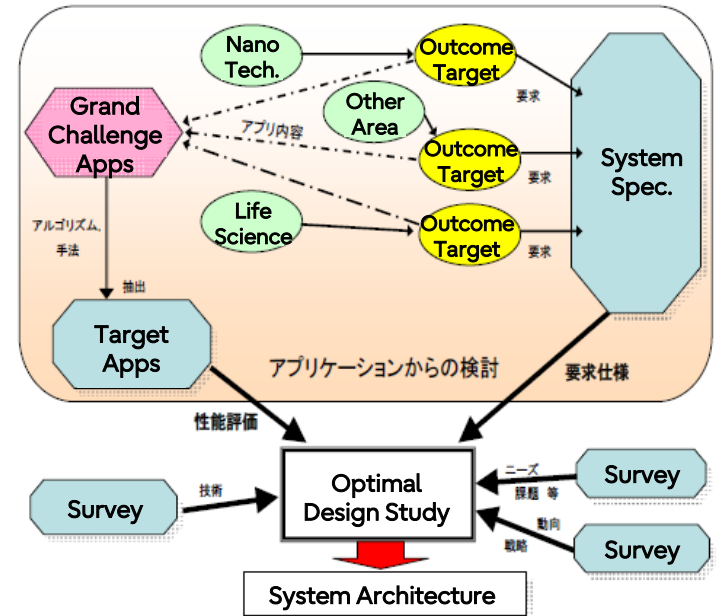 Nano
Tech.
Outcome
Target
要求
Grand
Challenge
Apps
Other
Area
アプリ内容
Outcome
Target
要求
System
Spec.
Life
Science
Outcome
Target
要求
アルゴリズム,
手法
抽出
Target
Apps
アプリケーションからの検討
要求仕様
性能評価
Survey
技術
Optimal
Design Study
ニーズ
課題 等
Survey
動向
戦略
Survey
System Architecture